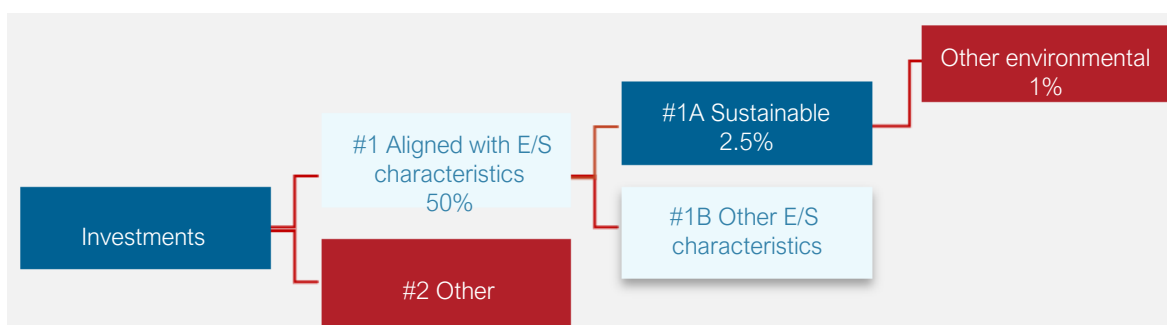 Investments
#1 Aligned with E/S
characteristics
50%
#2 Other
#1A Sustainable
2.5%
#1B Other E/S
characteristics
Other environmental
1%